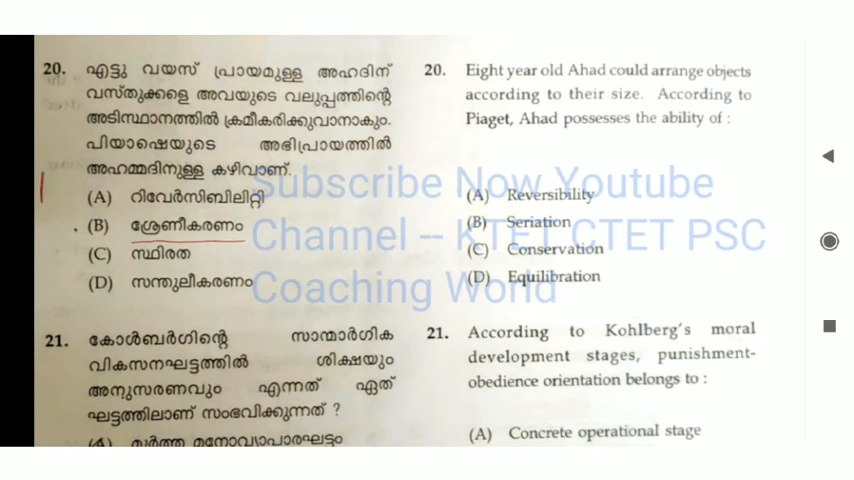 20. എട്ടു വയസ് പ്രായമുള്ള അഹദിന്
വസ്തുക്കളെ അവയുടെ വലുപ്പത്തിന്റെ
അടിസ്ഥാനത്തിൽ ക്രമീകരിക്കുവാനാകും.
പിയാഷെയുടെ അഭിപ്രായത്തിൽ
അഹമ്മദിനുള്ള കഴിവാണ്.
(A) റിവേർസിബിലിറ്റി
(B) ശ്രേണീകരണം
(C) സ്ഥിരത
(D) സന്തുലീകരണം
21. കോൾബർഗിന്റെ സാന്മാർഗിക
വികസനഘട്ടത്തിൽ ശിക്ഷയും
അനുസരണവും എന്നത് ഏത്
ഘട്ടത്തിലാണ് സംഭവിക്കുന്നത് ?
(A) മൂർത്ത മനോവ്യാപാരഘട്ടം
20. Eight year old Ahad could arrange objects
according to their size. According to
Piaget, Ahad possesses the ability of :
(A) Reversibility
(B) Seriation
(C) Conservation
(D) Equilibration
21. According to Kohlberg's moral
development stages, punishment-
obedience orientation belongs to :
(A) Concrete operational stage
Subscribe Now Youtube
Channel -- KTET CTET PSC
Coaching World